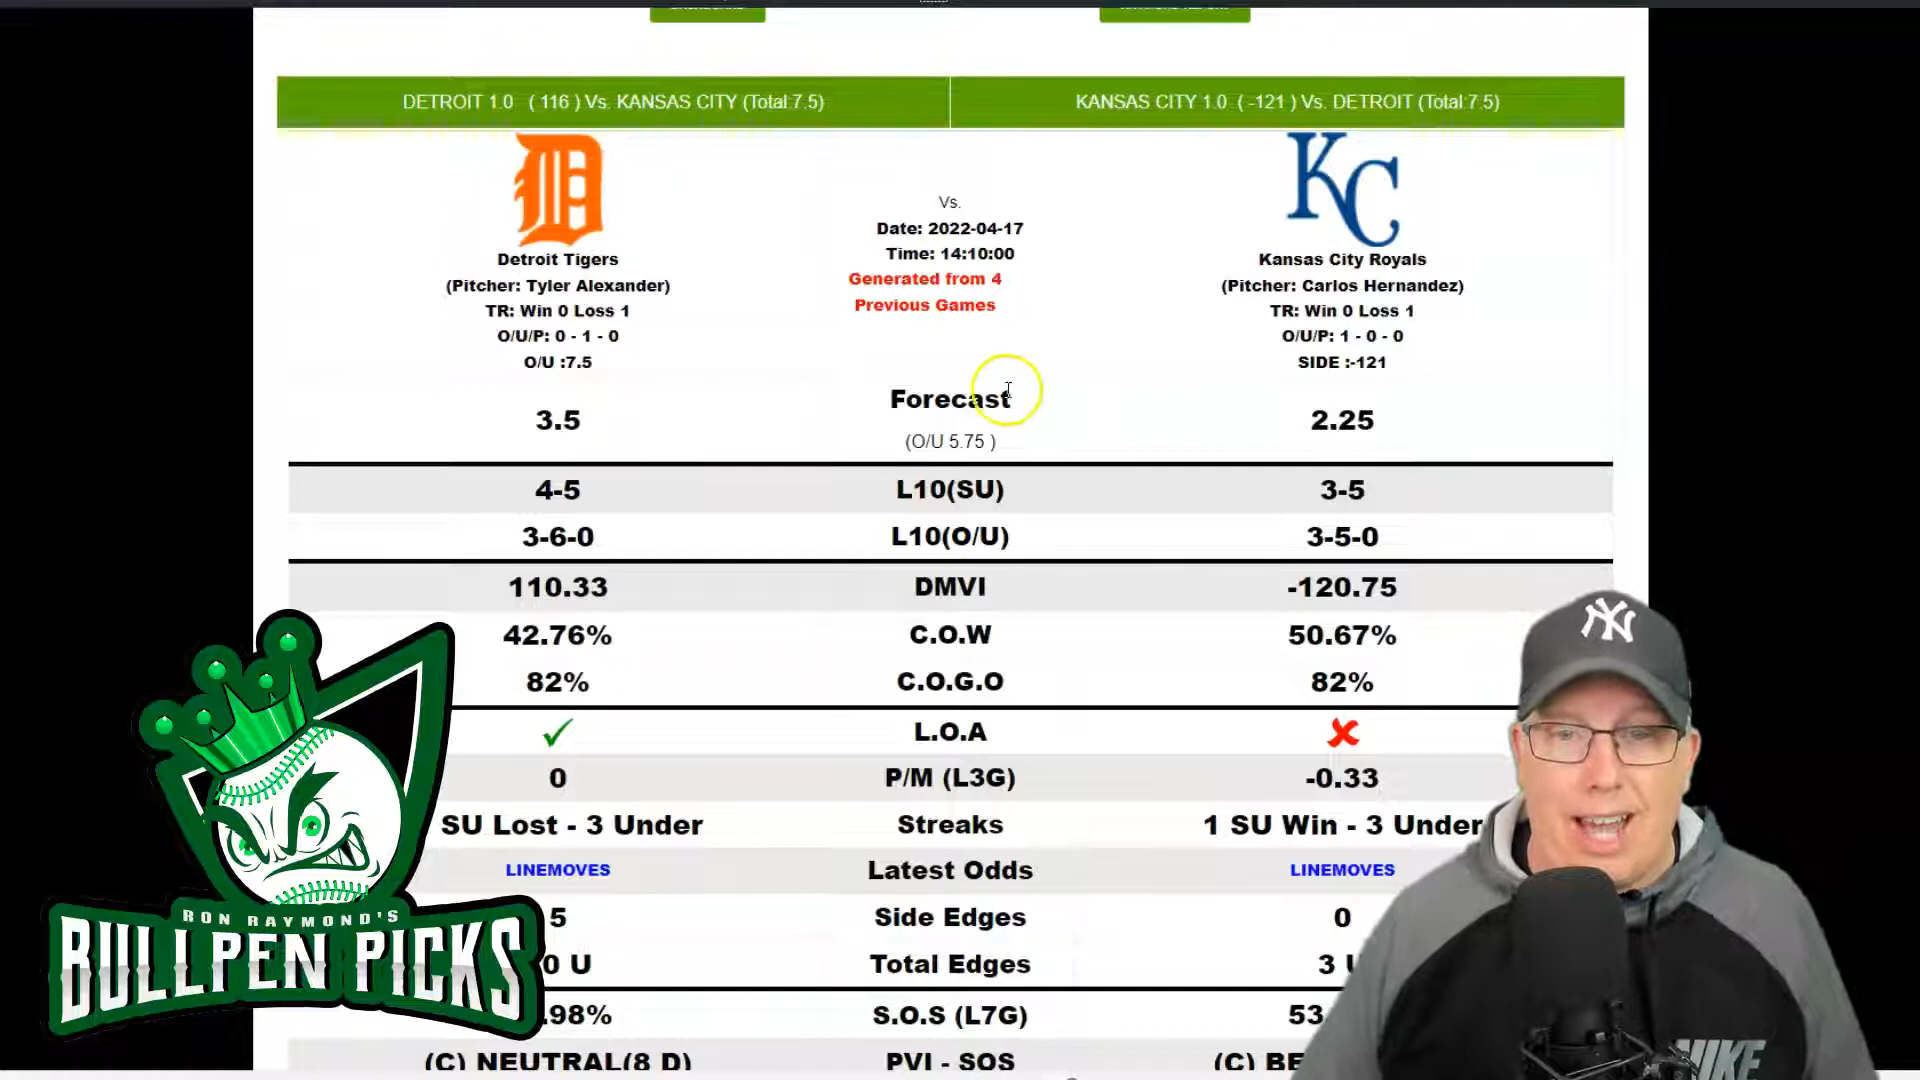 DETROIT 1.0 ( 116 ) Vs. KANSAS CITY (Total:7.5)
KANSAS CITY 1.0 ( -121 ) Vs. DETROIT (Total:7.5)
D
KC
Vs.
Date: 2022-04-17
Time: 14:10:00
Generated from 4
Previous Games
Detroit Tigers
(Pitcher: Tyler Alexander)
TR: Win 0 Loss 1
O/U/P: 0 - 1 - 0
O/U :7.5
Kansas City Royals
(Pitcher: Carlos Hernandez)
TR: Win 0 Loss 1
O/U/P: 1 - 0 - 0
SIDE :-121
3.5 Forecast 2.25
(O/U 5.75 )
4-5 L10(SU) 3-5
3-6-0 L10(O/U) 3-5-0
110.33 DMVI -120.75
42.76% C.O.W 50.67%
82% C.O.G.O 82%
L.O.A
0 P/M (L3G) -0.33
SU Lost - 3 Under Streaks 1 SU Win - 3 Under
LINEMOVES Latest Odds LINEMOVES
5 Side Edges 0
0 U Total Edges 3 U
.98% S.O.S (L7G) 53
(C) NEUTRAL(8 D) PVI - SOS (C) BE
RON RAYMOND'S
BULLPEN PICKS
NY
NIKE